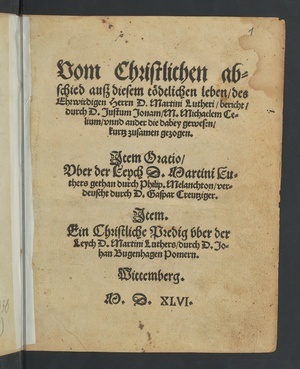 1
Vom Christlichen ab-
schied auß diesem tödelichen leben/des
Ehrwirdigen Herrn D. Martini Lutheri/bericht/
durch D. Justum Jonam/M. Michaelem Ce-
lium/vnnd ander die dabey gewesen/
kurtz zusamen gezogen.
Item Oratio/
Vber der Leych D. Martini Lu-
thers gethan durch Philip. Melanchton/ver-
deuscht durch D. Caspar Creutziger.
Item.
Ein Christliche Predig vber der
Leych D. Martini Luthers/durch D. Jo-
han Bugenhagen Pomern.
Wittemberg.
M. D. XLVI.